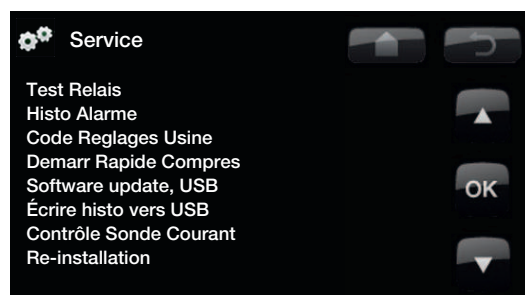 Service
Test Relais
Histo Alarme
Code Reglages Usine
Demarr Rapide Compres
Software update, USB
OK
Écrire histo vers USB
Contrôle Sonde Courant
Re-installation